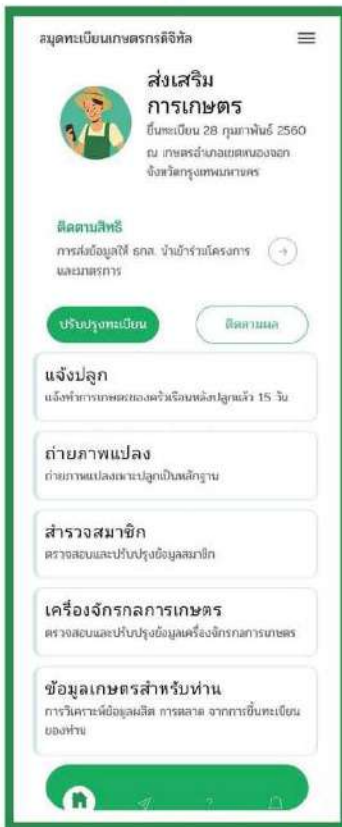 สมุดทะเบียนเกษตรกรดิจิทัล
ส่งเสริม
การเกษตร
ขึ้นทะเบียน 28 กุมภาพันธ์ 2560
ณ เกษตรอำเภอเขตหนองจอก
จังหวัดกรุงเทพมหานคร
ติดตามสิทธิ
การส่งข้อมูลให้ ธกส. นำเข้าร่วมโครงการ
และมาตรการ
ปรับปรุงทะเบียน
ติดตามผล
แจ้งปลูก
แจ้งทำการเกษตรของครัวเรือนหลังปลูกแล้ว 15 วัน
ถ่ายภาพแปลง
ถ่ายภาพแปลงเพาะปลูกเป็นหลักฐาน
สำรวจสมาชิก
ตรวจสอบและปรับปรุงข้อมูลสมาชิก
เครื่องจักรกลการเกษตร
ตรวจสอบและปรับปรุงข้อมูลเครื่องจักรกลการเกษตร
ข้อมูลเกษตรสำหรับท่าน
การวิเคราะห์ข้อมูลผลิต การตลาด จากการขึ้นทะเบียน
ของท่าน